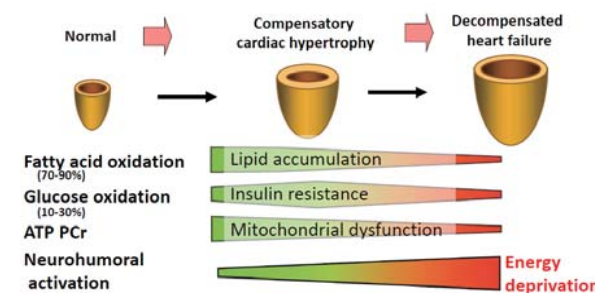 Normal
Compensatory
cardiac hypertrophy
Decompensated
heart failure
Fatty acid oxidation
(70-90%)
Lipid accumulation
Glucose oxidation
(10-30%)
Insulin resistance
ATP PCr
Mitochondrial dysfunction
Neurohumoral
activation
Energy
deprivation